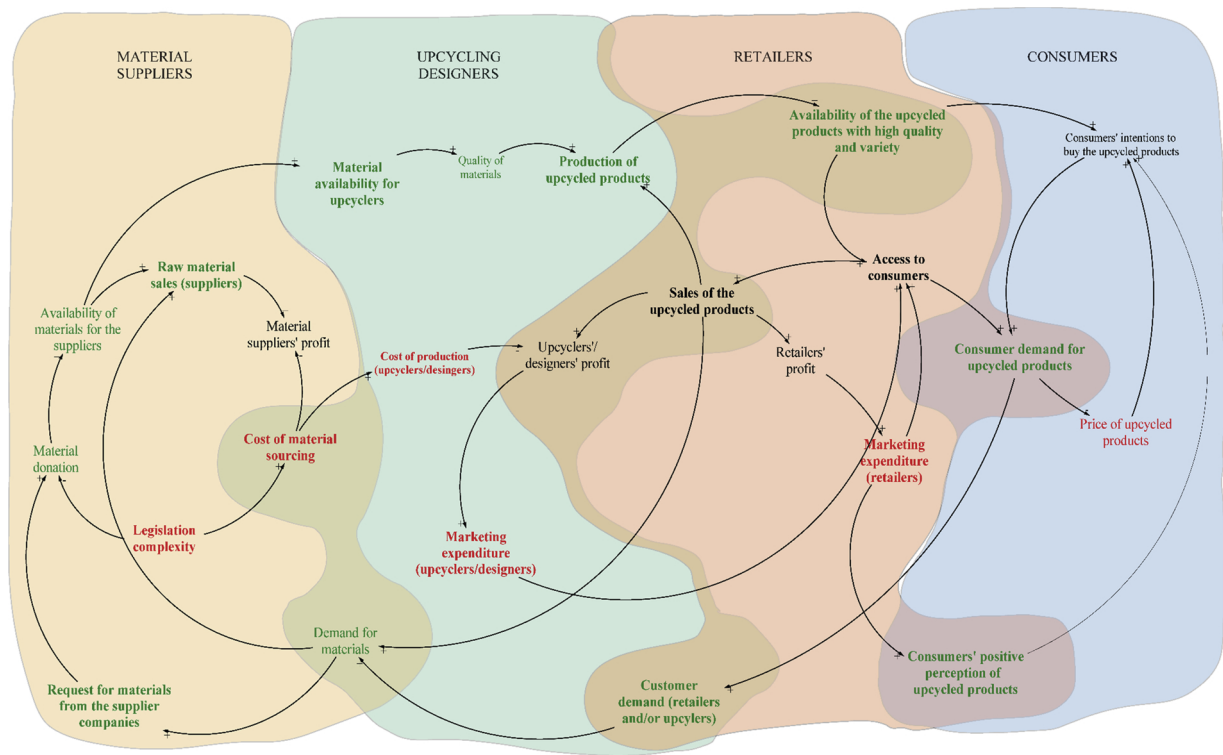 MATERIAL
SUPPLIERS
UPCYCLING
DESIGNERS
RETAILERS
CONSUMERS
Availability of the upcycled
products with high quality
and variety
Consumers' intentions to
buy the upcycled products
Material
availability for
upcyclers
Quality of
materials
Production of
upcycled products
Raw material
sales (suppliers)
Access to
consumers
Availability of
materials for the
suppliers
Material
suppliers' profit
Sales of the
upcycled products
Cost of production
(upcyclers/desingers)
Upcyclers'/
designers' profit
Retailers'
profit
Consumer demand for
upcycled products
Price of upcycled
products
Material
donation
Cost of material
sourcing
Marketing
expenditure
(retailers)
Legislation
complexity
Marketing
expenditure
(upcyclers/designers)
Demand for
materials
Consumers' positive
perception of
upcycled products
Request for materials
from the supplier
companies
Customer
demand (retailers
and/or upcylers)